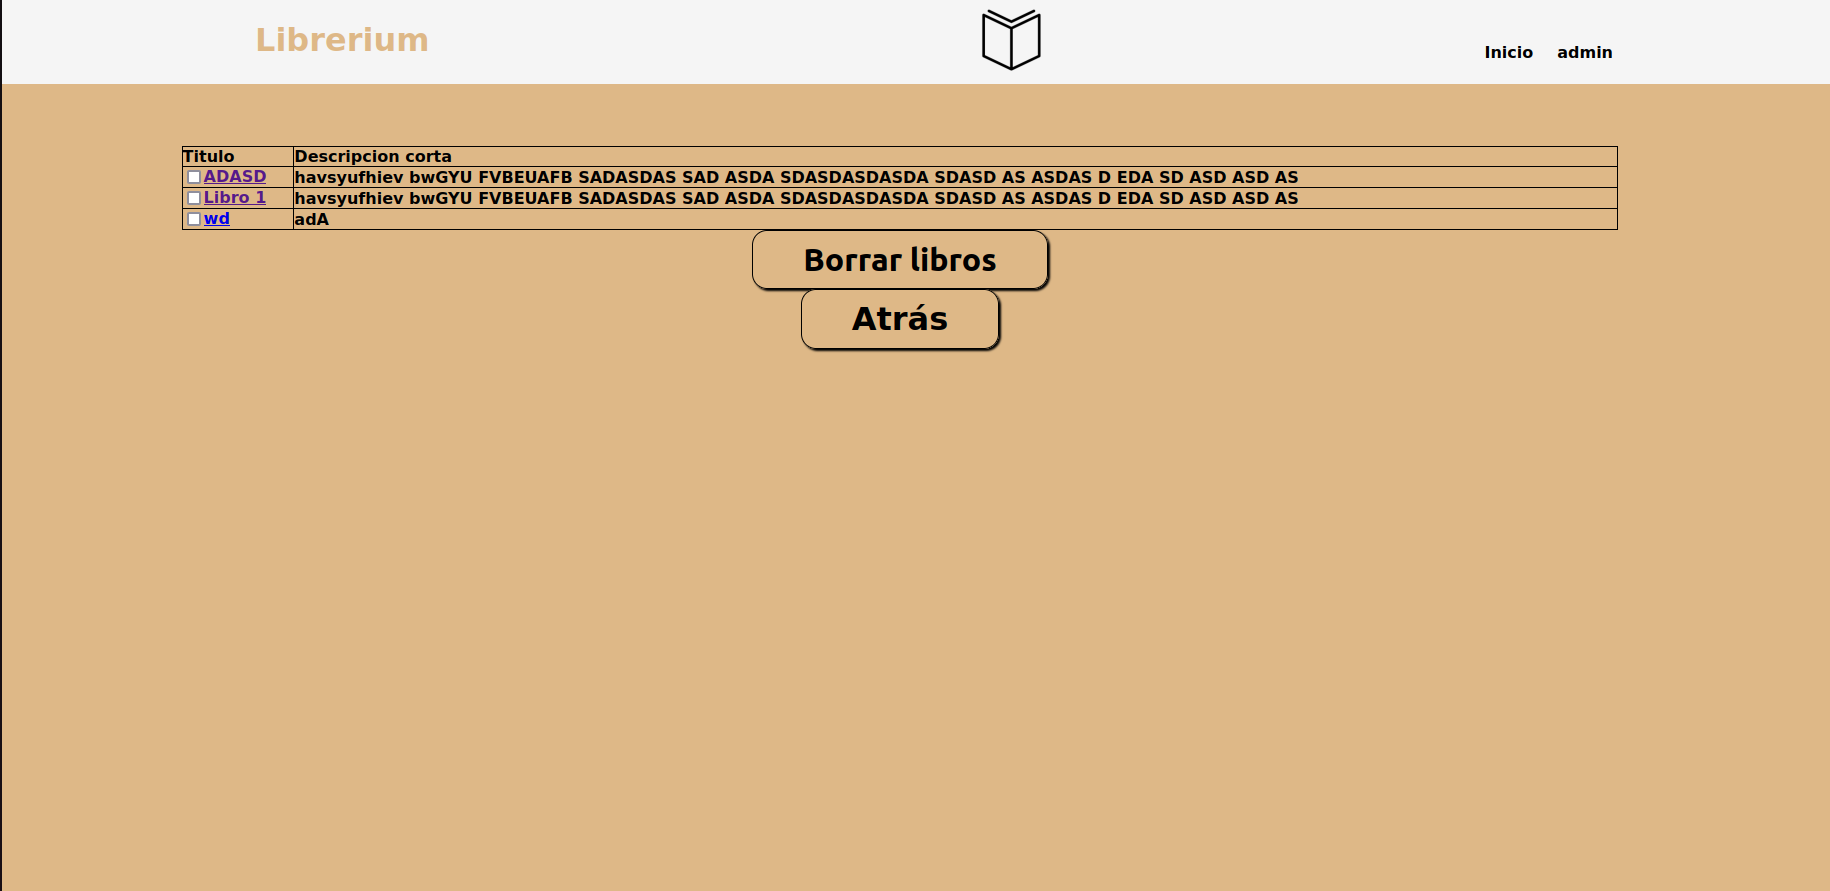 Librerium
Inicio admin
Titulo Descripcion corta
ADASD havsyufhiev bwGYU FVBEUAFB SADASDAS SAD ASDA SDASDASDASDA SDASD AS ASDAS D EDA SD ASD ASD AS
Libro 1 havsyufhiev bwGYU FVBEUAFB SADASDAS SAD ASDA SDASDASDASDA SDASD AS ASDAS D EDA SD ASD ASD AS
wd adA
Borrar libros
Atrás